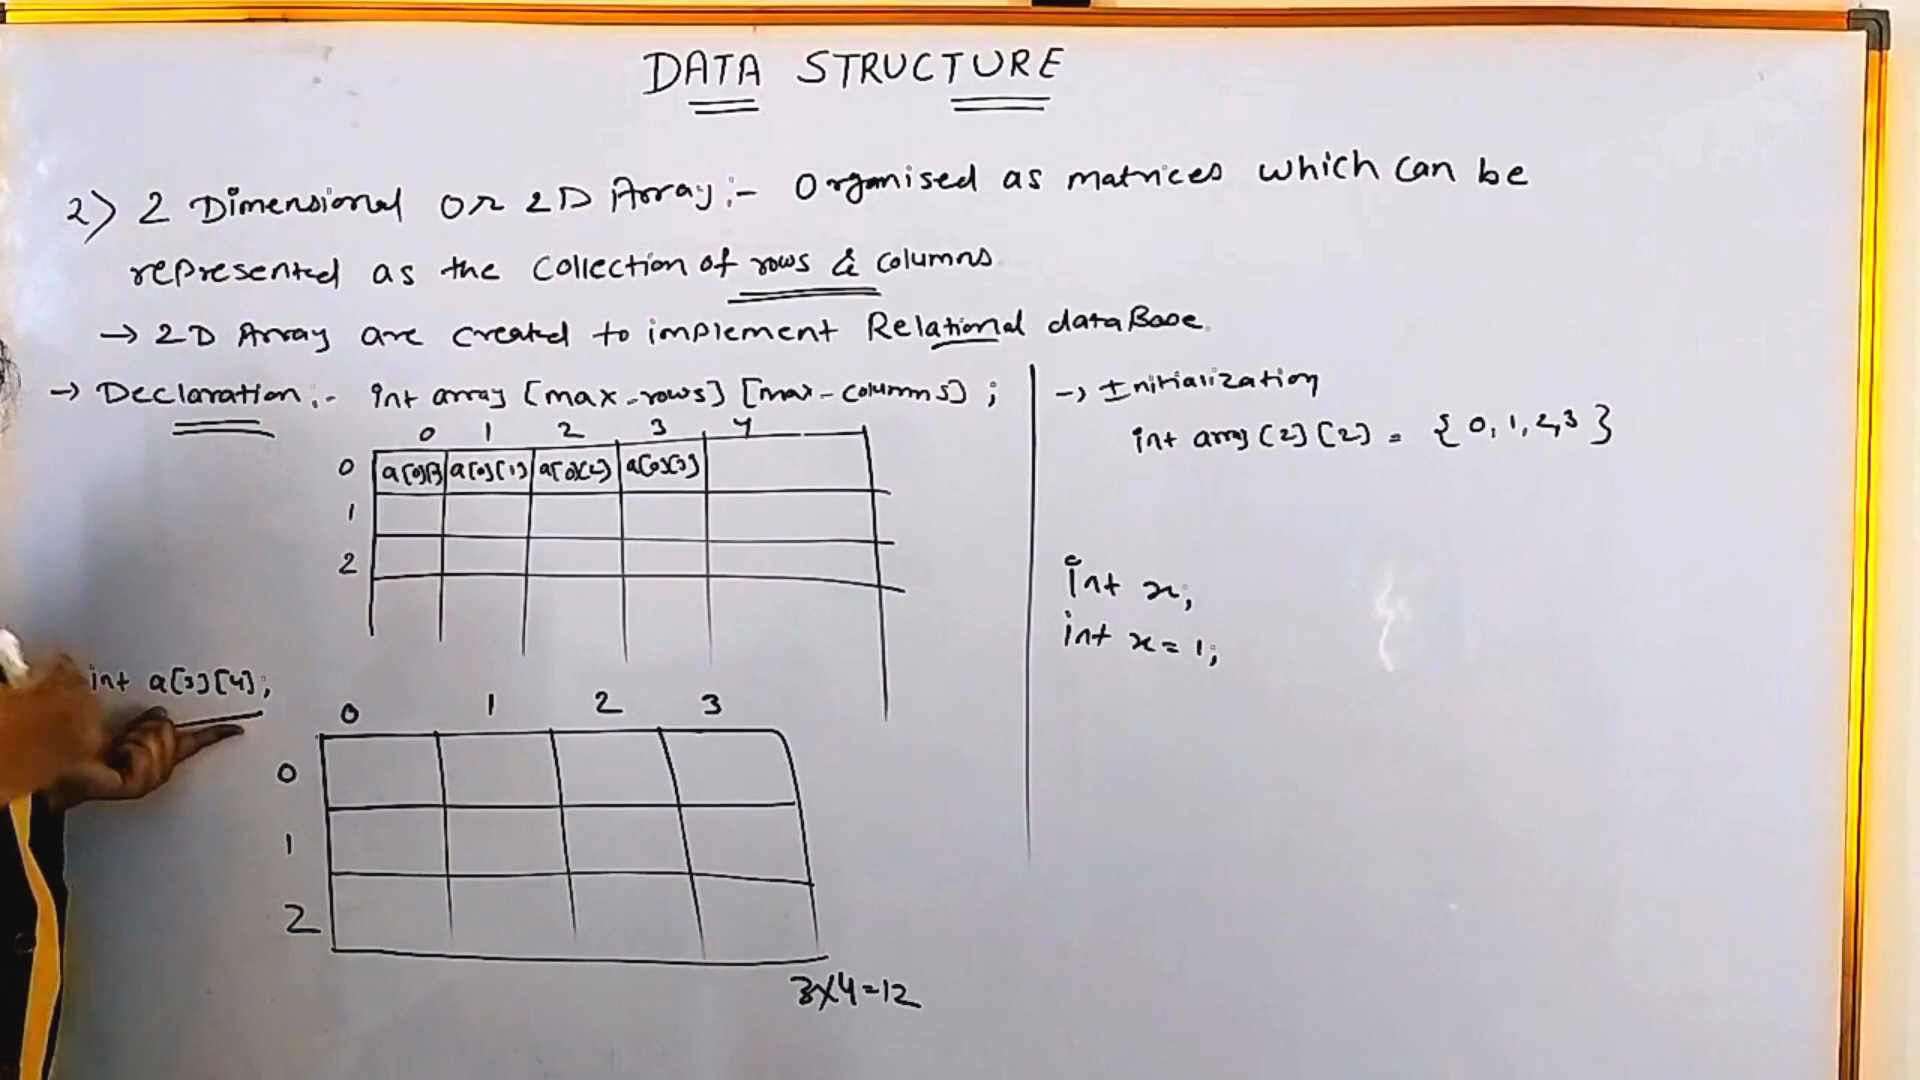 DATA STRUCTURE
2) 2 Dimensional or 2D Array:- Organised as matrices which can be
represented as the collection of rows & columns
→ 2D Array are created to implement Relational dataBase.
→ Declaration:- int array [max-rows] [max-columns];
0 1 2 3 4
0 a[0][0] a[0][1] a[0][2] a[0][3]
1
2
int a[3][4];
0 1 2 3
0
1
2
3x4=12
→ Initialization
int array[2][2] = {0,1,2,3}
int x;
int x=1;